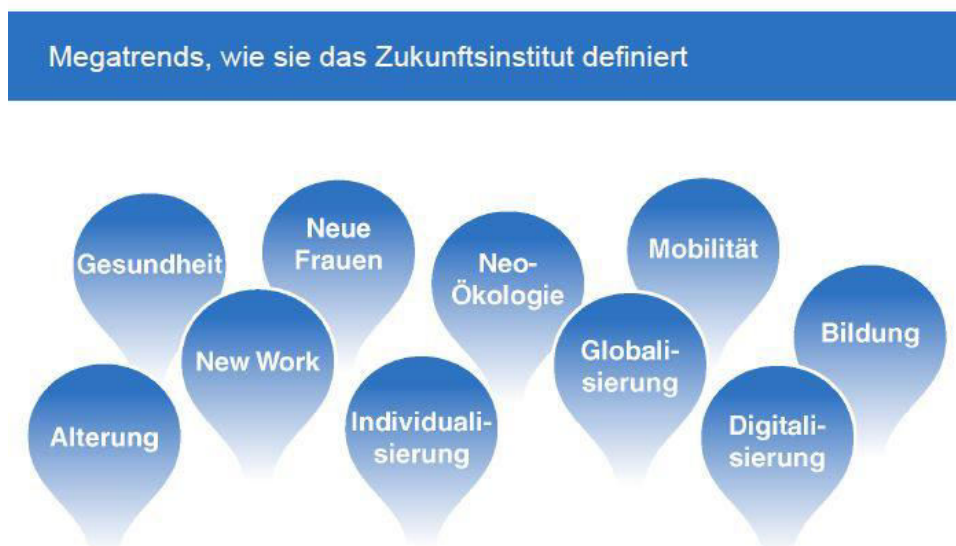 Megatrends, wie sie das Zukunftsinstitut definiert
Gesundheit
Neue
Frauen
Neo-
Ökologie
Mobilität
New Work
Globali-
sierung
Bildung
Alterung
Individuali-
sierung
Digitali-
sierung